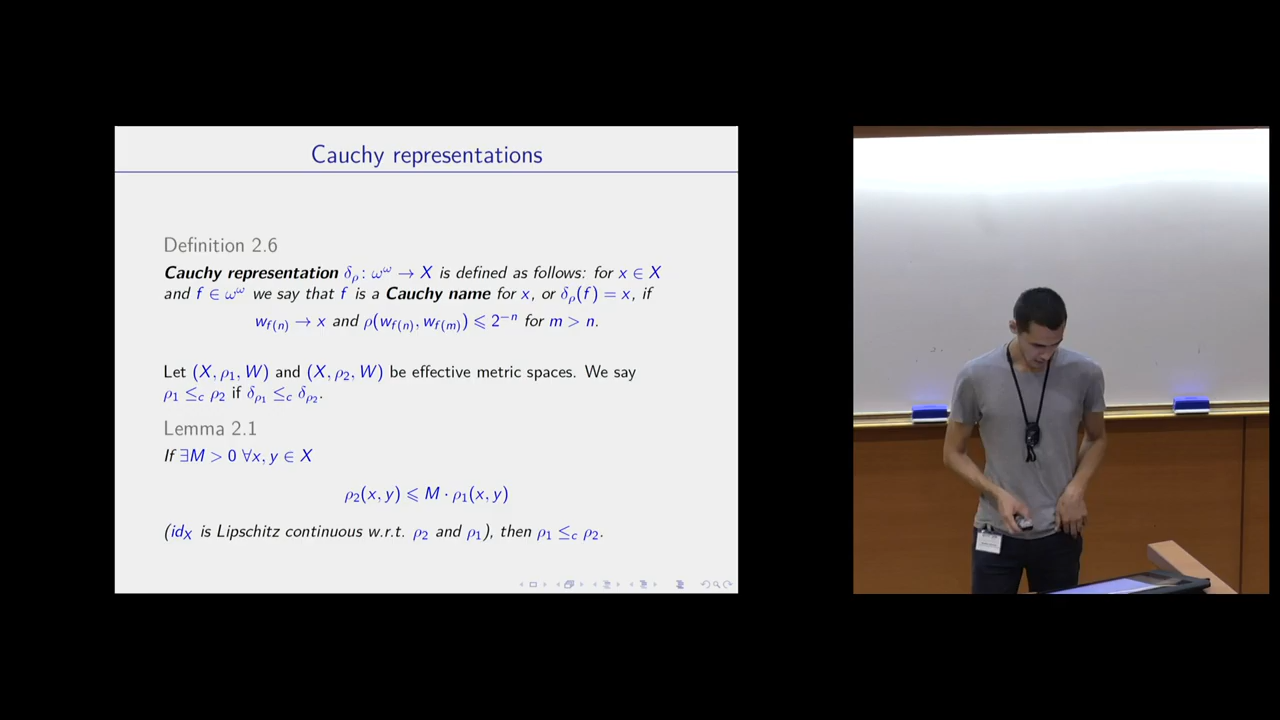 Cauchy representations
Definition 2.6
Cauchy representation δ_ρ : ω^ω → X is defined as follows: for x ∈ X
and f ∈ ω^ω we say that f is a Cauchy name for x, or δ_ρ(f) = x, if
w_{f(n)} → x and ρ(w_{f(n)}, w_{f(m)}) ⩽ 2^{-n} for m > n.
Let (X, ρ_1, W) and (X, ρ_2, W) be effective metric spaces. We say
ρ_1 ≤_c ρ_2 if δ_{ρ_1} ≤_c δ_{ρ_2}.
Lemma 2.1
If ∃M > 0 ∀x, y ∈ X
ρ_2(x, y) ⩽ M · ρ_1(x, y)
(id_X is Lipschitz continuous w.r.t. ρ_2 and ρ_1), then ρ_1 ≤_c ρ_2.